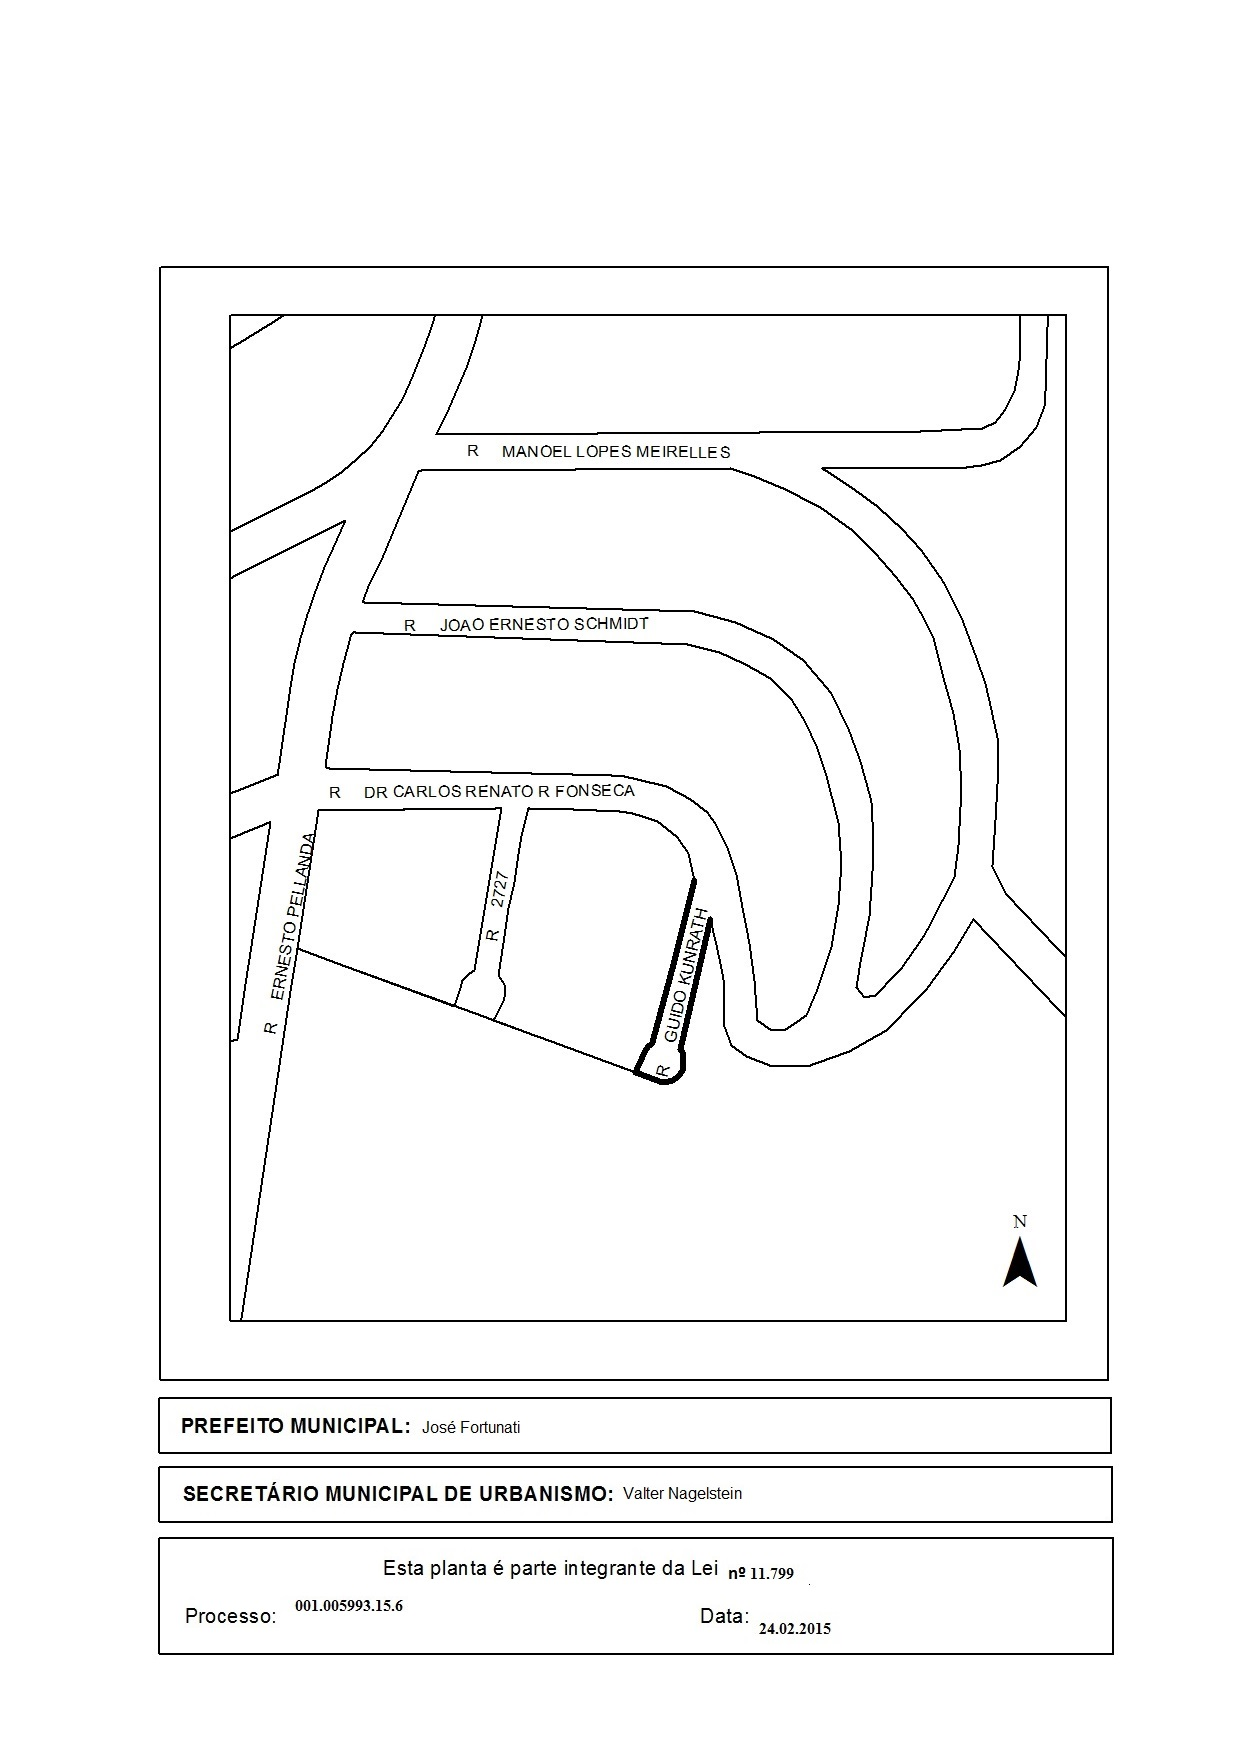 R MANOEL LOPES MEIRELLES
R JOAO ERNESTO SCHMIDT
R DR CARLOS RENATO R FONSECA
R ERNESTO PELLANDA
R 2727
R GUIDO KUNRATH
N
PREFEITO MUNICIPAL: José Fortunati
SECRETÁRIO MUNICIPAL DE URBANISMO: Valter Nagelstein
Esta planta é parte integrante da Lei nº 11.799
Processo: 001.005993.15.6 Data: 24.02.2015